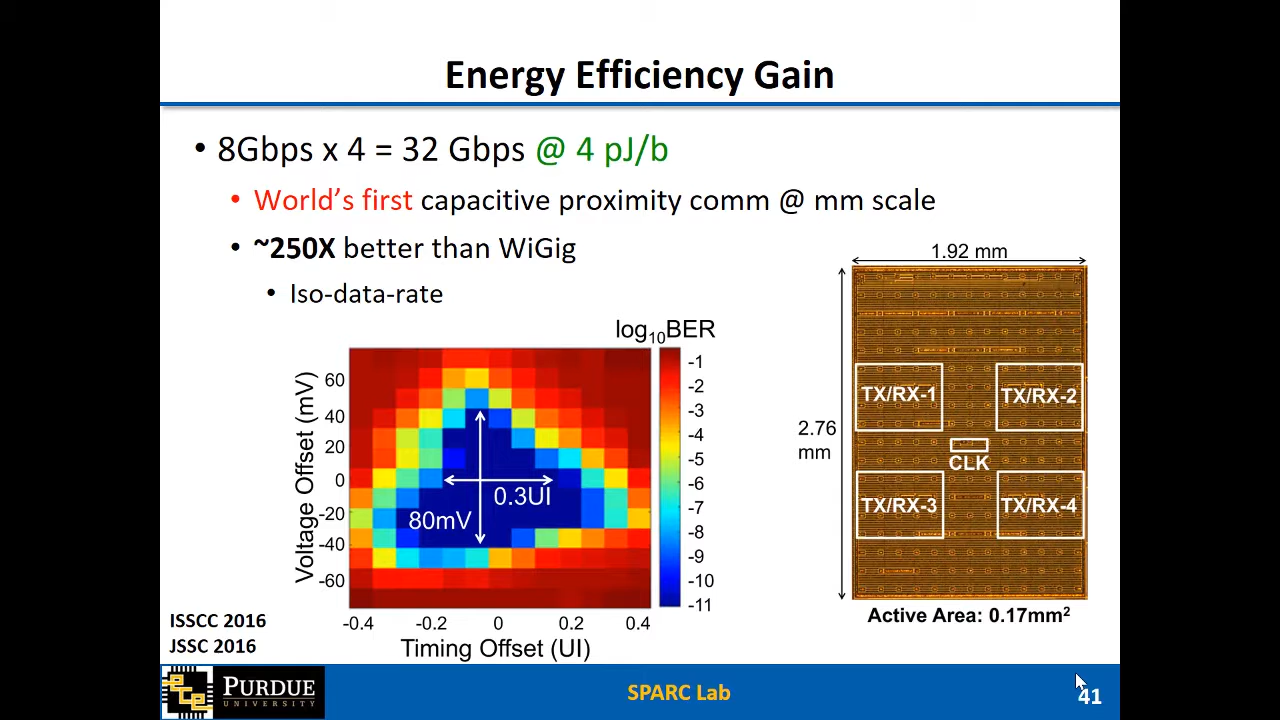 Energy Efficiency Gain
• 8Gbps x 4 = 32 Gbps @ 4 pJ/b
• World's first capacitive proximity comm @ mm scale
• ~250X better than WiGig
• Iso-data-rate
log10BER
-1
-2
-3
-4
-5
-6
-7
-8
-9
-10
-11
Voltage Offset (mV)
60
40
20
0
-20
-40
-60
0.3UI
80mV
-0.4
-0.2
0
0.2
0.4
Timing Offset (UI)
1.92 mm
2.76
mm
TX/RX-1
TX/RX-2
CLK
TX/RX-3
TX/RX-4
Active Area: 0.17mm²
ISSCC 2016
JSSC 2016
ECE
PURDUE
UNIVERSITY
SPARC Lab
41